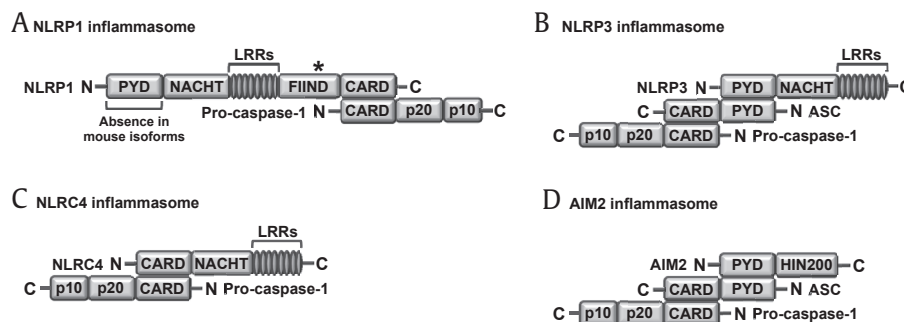 A NLRP1 inflammasome
LRRs
*
NLRP1 N PYD NACHT FIIND CARD C
Absence in
mouse isoforms
Pro-caspase-1 N CARD p20 p10 C
B NLRP3 inflammasome
LRRs
NLRP3 N PYD NACHT C
C CARD PYD N ASC
C p10 p20 CARD N Pro-caspase-1
C NLRC4 inflammasome
LRRs
NLRC4 N CARD NACHT C
C p10 p20 CARD N Pro-caspase-1
D AIM2 inflammasome
AIM2 N PYD HIN200 C
C CARD PYD N ASC
C p10 p20 CARD N Pro-caspase-1